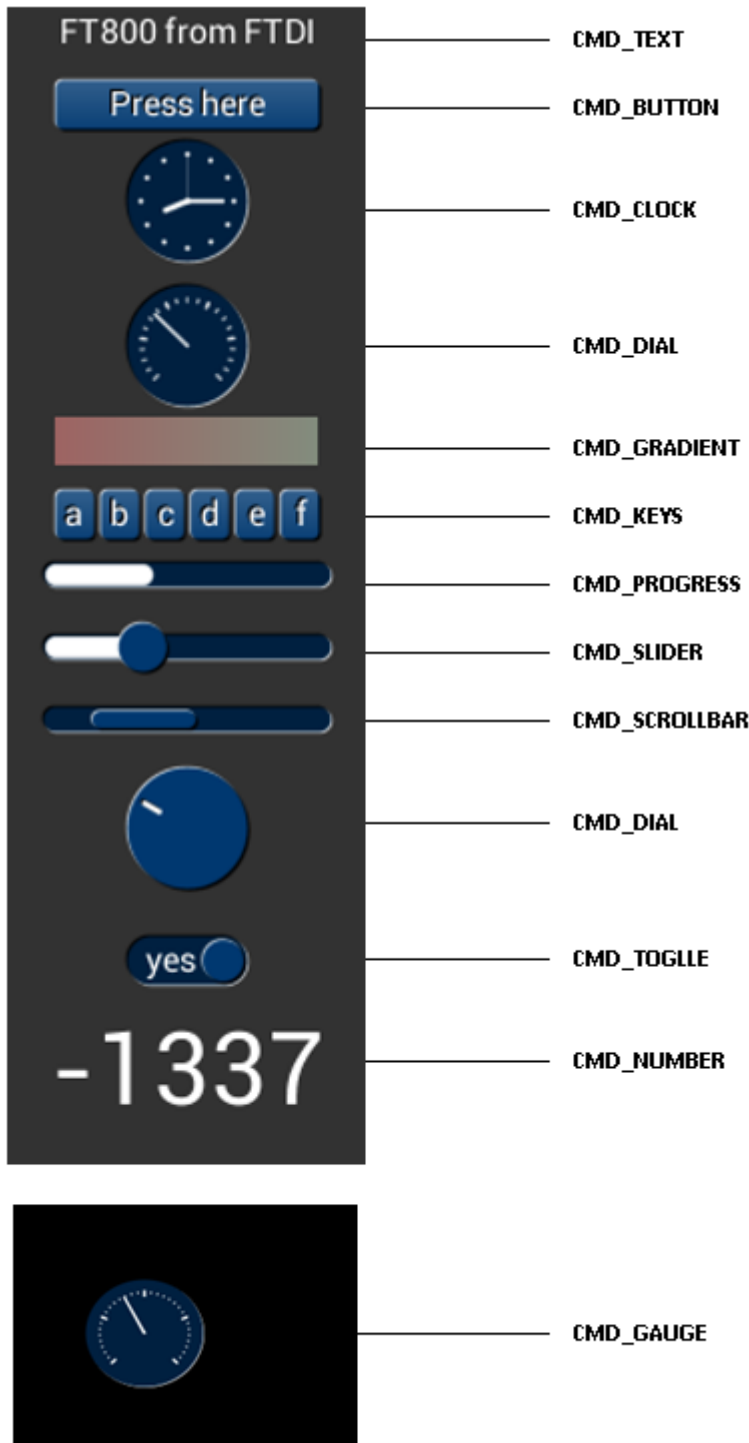 FT800 from FTDI CMD_TEXT
Press here CMD_BUTTON
CMD_CLOCK
CMD_DIAL
CMD_GRADIENT
a b c d e f CMD_KEYS
CMD_PROGRESS
CMD_SLIDER
CMD_SCROLLBAR
CMD_DIAL
yes CMD_TOGLLE
-1337 CMD_NUMBER
CMD_GAUGE